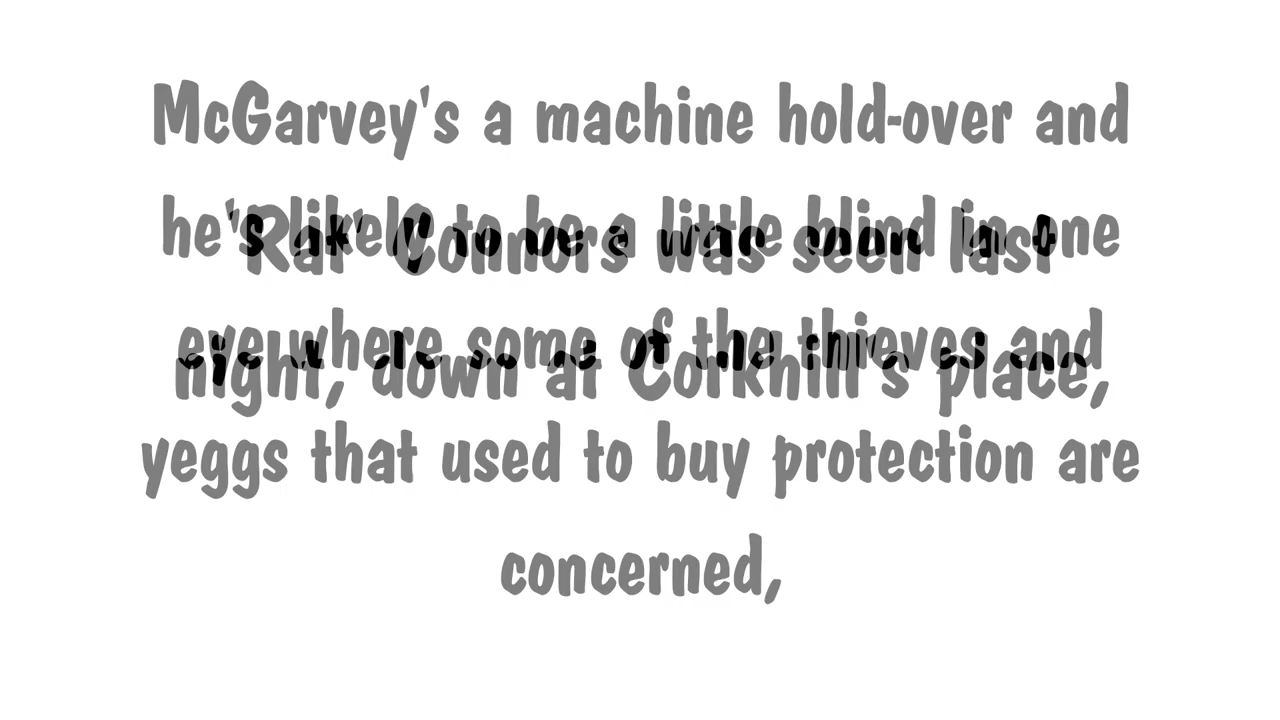 McGarvey's a machine hold-over and
he's likely to be a little blind in one
'Rat' Connors was seen last
eye where some of the thieves and
night, down at Corkhill's place,
yeggs that used to buy protection are
concerned,